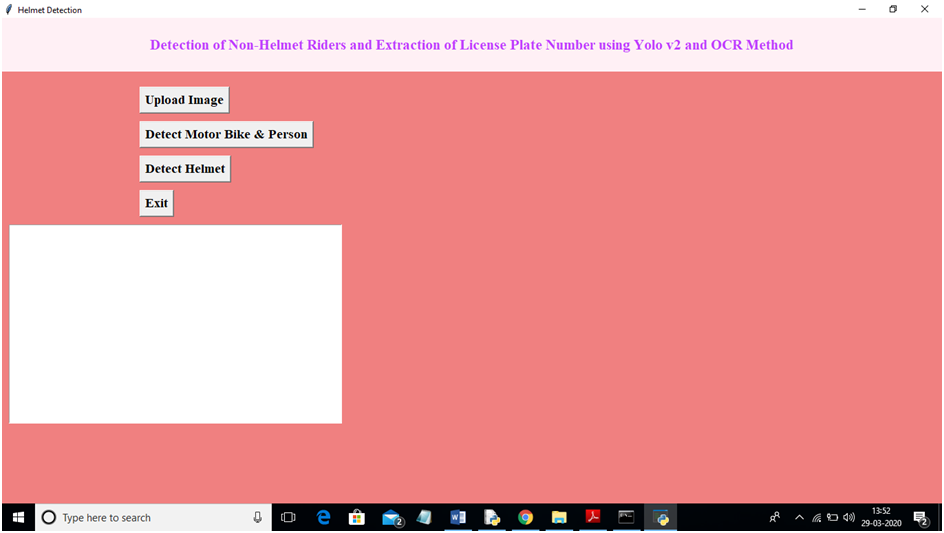 Helmet Detection
Detection of Non-Helmet Riders and Extraction of License Plate Number using Yolo v2 and OCR Method
Upload Image
Detect Motor Bike & Person
Detect Helmet
Exit
Type here to search
2
13:52
29-03-2020
2